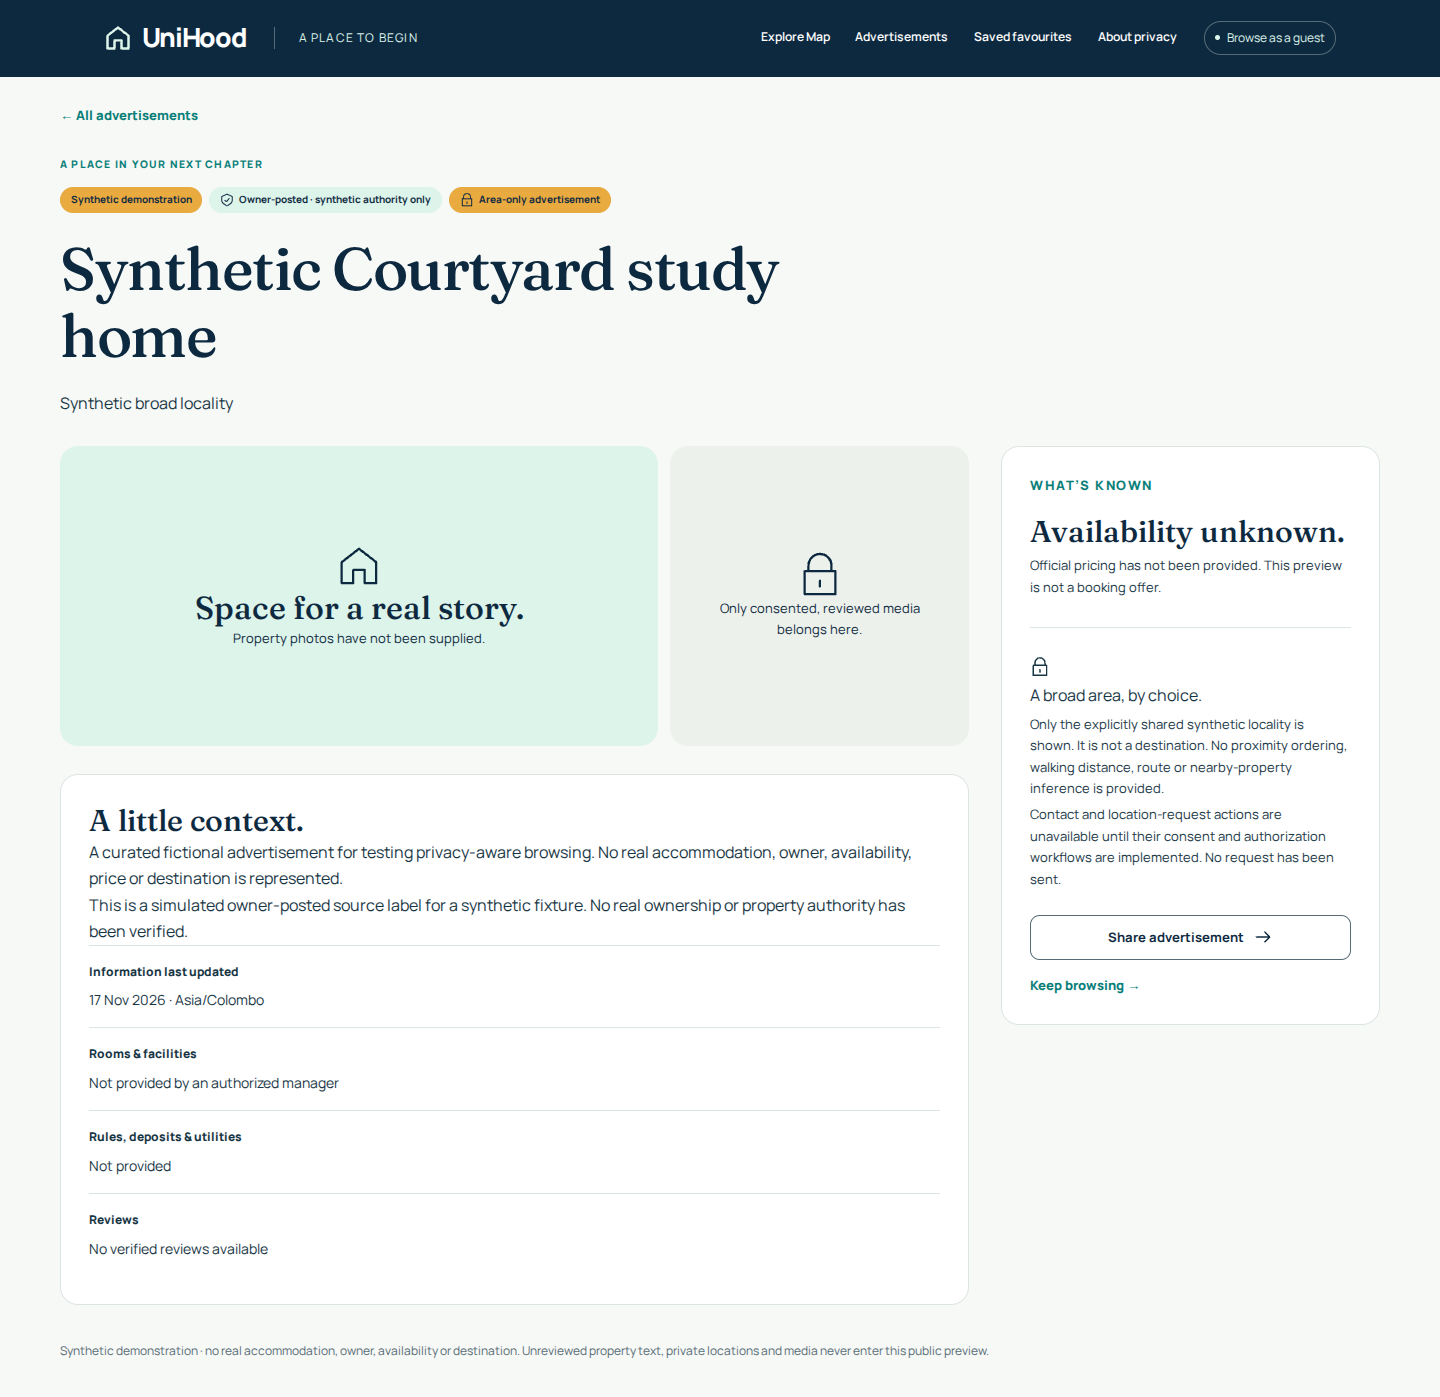 UniHood
A PLACE TO BEGIN
Explore Map
Advertisements
Saved favourites
About privacy
Browse as a guest
← All advertisements
A PLACE IN YOUR NEXT CHAPTER
Synthetic demonstration
Owner-posted · synthetic authority only
Area-only advertisement
Synthetic Courtyard study
home
Synthetic broad locality
Space for a real story.
Property photos have not been supplied.
Only consented, reviewed media
belongs here.
A little context.
A curated fictional advertisement for testing privacy-aware browsing. No real accommodation, owner, availability,
price or destination is represented.
This is a simulated owner-posted source label for a synthetic fixture. No real ownership or property authority has
been verified.
Information last updated
17 Nov 2026 · Asia/Colombo
Rooms & facilities
Not provided by an authorized manager
Rules, deposits & utilities
Not provided
Reviews
No verified reviews available
WHAT'S KNOWN
Availability unknown.
Official pricing has not been provided. This preview
is not a booking offer.
A broad area, by choice.
Only the explicitly shared synthetic locality is
shown. It is not a destination. No proximity ordering,
walking distance, route or nearby-property
inference is provided.
Contact and location-request actions are
unavailable until their consent and authorization
workflows are implemented. No request has been
sent.
Share advertisement →
Keep browsing →
Synthetic demonstration · no real accommodation, owner, availability or destination. Unreviewed property text, private locations and media never enter this public preview.